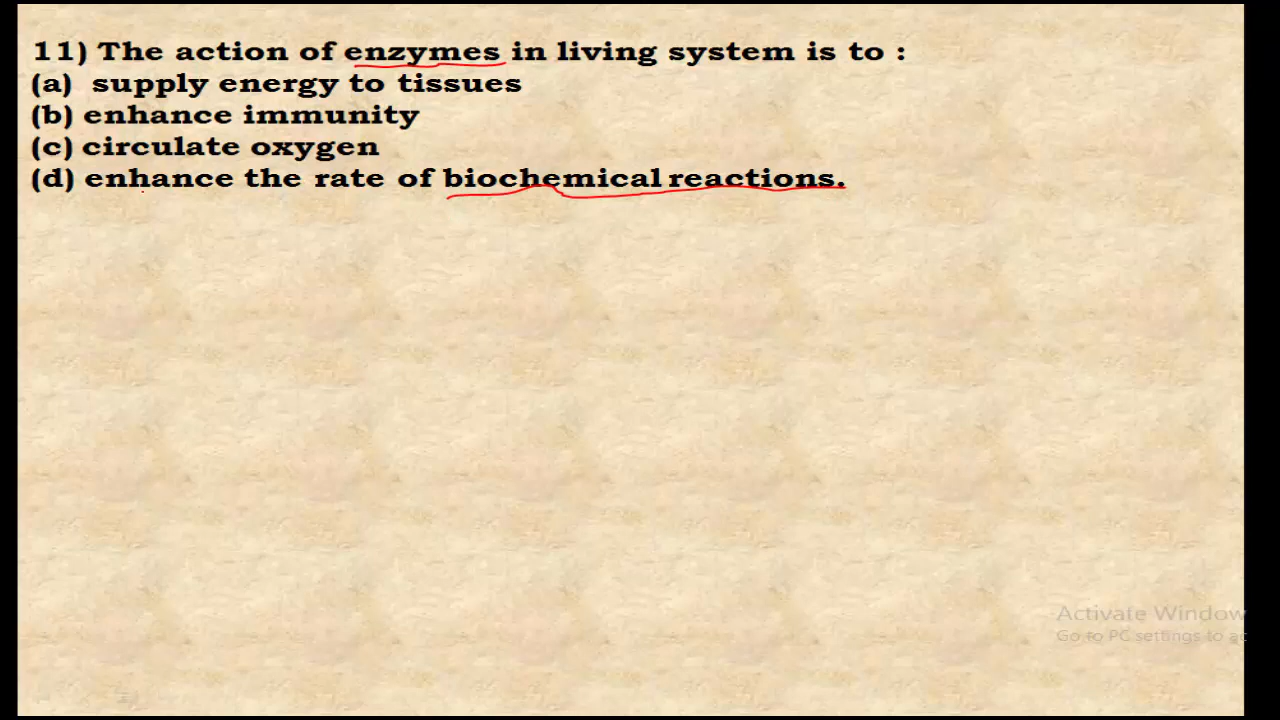 11) The action of enzymes in living system is to :
(a) supply energy to tissues
(b) enhance immunity
(c) circulate oxygen
(d) enhance the rate of biochemical reactions.
Activate Window
Go to PC settings to ac